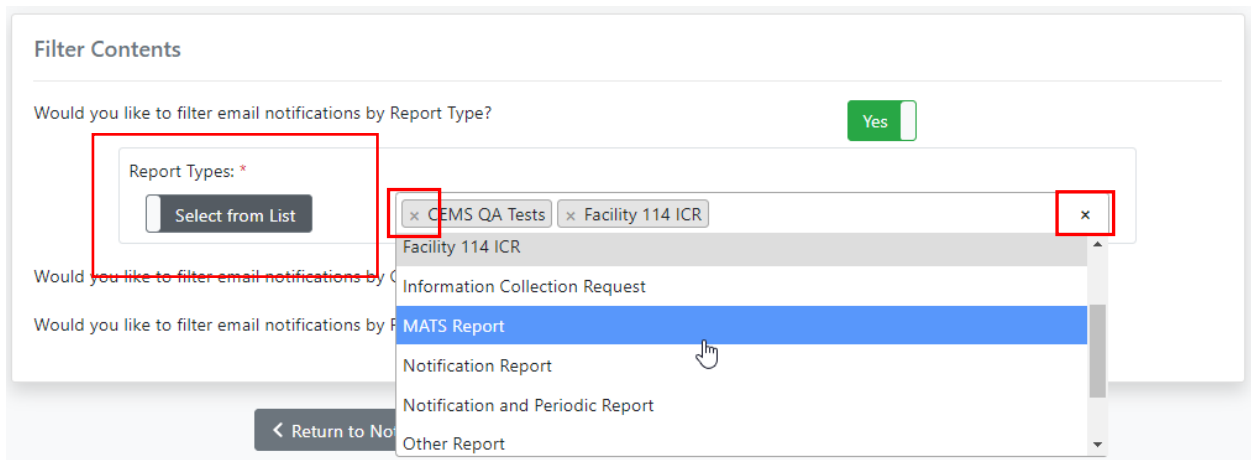 Filter Contents
Would you like to filter email notifications by Report Type?
Yes
Report Types: *
Select from List
× CEMS QA Tests × Facility 114 ICR ×
Facility 114 ICR
Would you like to filter email notifications by
Information Collection Request
Would you like to filter email notifications by
MATS Report
Notification Report
Notification and Periodic Report
Return to
Other Report